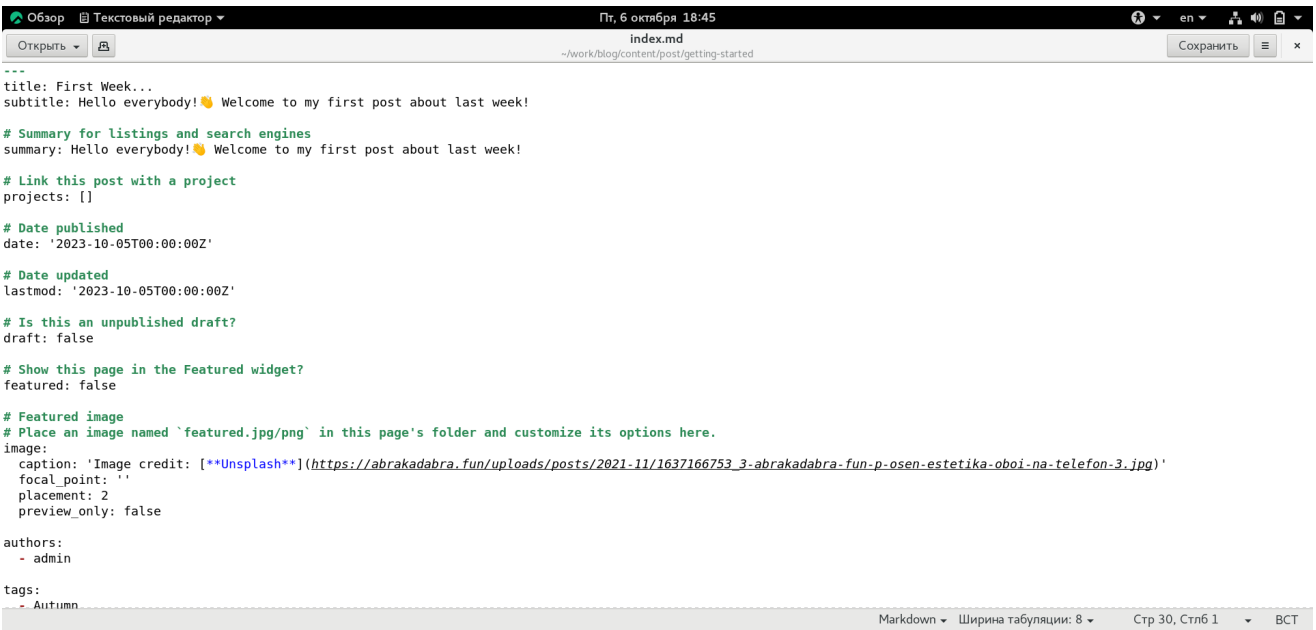 Обзор Текстовый редактор Пт, 6 октября 18:45 en
Открыть index.md Сохранить
~/work/blog/content/post/getting-started
---
title: First Week...
subtitle: Hello everybody!👋 Welcome to my first post about last week!
# Summary for listings and search engines
summary: Hello everybody!👋 Welcome to my first post about last week!
# Link this post with a project
projects: []
# Date published
date: '2023-10-05T00:00:00Z'
# Date updated
lastmod: '2023-10-05T00:00:00Z'
# Is this an unpublished draft?
draft: false
# Show this page in the Featured widget?
featured: false
# Featured image
# Place an image named `featured.jpg/png` in this page's folder and customize its options here.
image:
  caption: 'Image credit: [**Unsplash**](https://abrakadabra.fun/uploads/posts/2021-11/1637166753_3-abrakadabra-fun-p-osen-estetika-oboi-na-telefon-3.jpg)'
  focal_point: ''
  placement: 2
  preview_only: false
authors:
  - admin
tags:
  - Autumn
Markdown Ширина табуляции: 8 Стр 30, Стлб 1 ВСТ